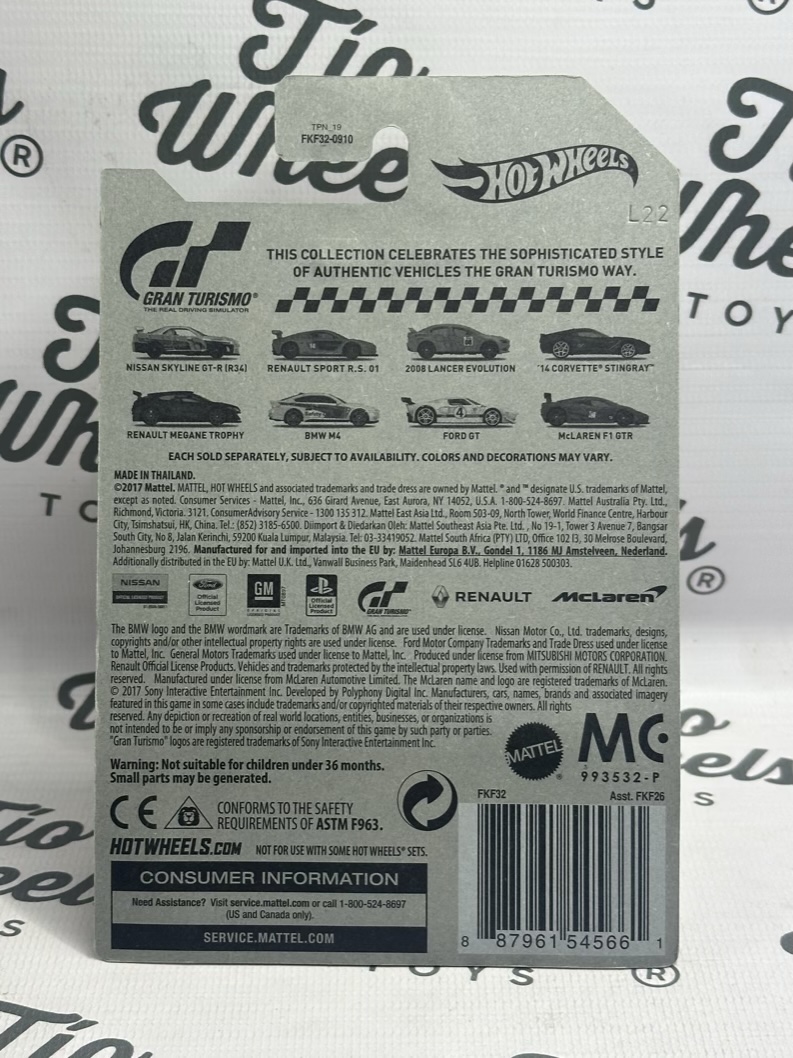 Tío
Wheels
TOYS
®
TPN_19
FKF32-0910
HOT WHEELS
L22
GT
GRAN TURISMO®
THE REAL DRIVING SIMULATOR
THIS COLLECTION CELEBRATES THE SOPHISTICATED STYLE
OF AUTHENTIC VEHICLES THE GRAN TURISMO WAY.
NISSAN SKYLINE GT-R (R34)
RENAULT SPORT R.S. 01
2008 LANCER EVOLUTION
'14 CORVETTE® STINGRAY™
RENAULT MEGANE TROPHY
BMW M4
FORD GT
McLAREN F1 GTR
EACH SOLD SEPARATELY, SUBJECT TO AVAILABILITY. COLORS AND DECORATIONS MAY VARY.
MADE IN THAILAND.
©2017 Mattel. MATTEL, HOT WHEELS and associated trademarks and trade dress are owned by Mattel. ® and ™ designate U.S. trademarks of Mattel,
except as noted. Consumer Services - Mattel, Inc., 636 Girard Avenue, East Aurora, NY 14052, U.S.A. 1-800-524-8697. Mattel Australia Pty. Ltd.,
Richmond, Victoria. 3121. Consumer Advisory Service - 1300 135 312. Mattel East Asia Ltd., Room 503-09, North Tower, World Finance Centre, Harbour
City, Tsimshatsui, HK, China. Tel.: (852) 3185-6500. Diimport & Diedarkan Oleh: Mattel Southeast Asia Pte. Ltd. , No 19-1, Tower 3 Avenue 7, Bangsar
South City, No 8, Jalan Kerinchi, 59200 Kuala Lumpur, Malaysia. Tel: 03-33419052. Mattel South Africa (PTY) LTD, Office 102 I3, 30 Melrose Boulevard,
Johannesburg 2196. Manufactured for and imported into the EU by: Mattel Europa B.V., Gondel 1, 1186 MJ Amstelveen, Nederland.
Additionally distributed in the EU by: Mattel U.K. Ltd., Vanwall Business Park, Maidenhead SL6 4UB. Helpline 01628 500303.
NISSAN
Ford
Official
Licensed
Product
GM
Official
Licensed
Product
GRAN TURISMO
RENAULT
McLaren
The BMW logo and the BMW wordmark are Trademarks of BMW AG and are used under license. Nissan Motor Co., Ltd. trademarks, designs,
copyrights and/or other intellectual property rights are used under license. Ford Motor Company Trademarks and Trade Dress used under license
to Mattel, Inc. General Motors Trademarks used under license to Mattel, Inc. Produced under license from MITSUBISHI MOTORS CORPORATION.
Renault Official License Products. Vehicles and trademarks protected by the intellectual property laws. Used with permission of RENAULT. All rights
reserved. Manufactured under license from McLaren Automotive Limited. The McLaren name and logo are registered trademarks of McLaren.
© 2017 Sony Interactive Entertainment Inc. Developed by Polyphony Digital Inc. Manufacturers, cars, names, brands and associated imagery
featured in this game in some cases include trademarks and/or copyrighted materials of their respective owners. All rights
reserved. Any depiction or recreation of real world locations, entities, businesses, or organizations is
not intended to be or imply any sponsorship or endorsement of this game by such party or parties.
"Gran Turismo" logos are registered trademarks of Sony Interactive Entertainment Inc.
MATTEL
®
MC
993532-P
Warning: Not suitable for children under 36 months.
Small parts may be generated.
CE
CONFORMS TO THE SAFETY
REQUIREMENTS OF ASTM F963.
HOTWHEELS.COM NOT FOR USE WITH SOME HOT WHEELS® SETS.
CONSUMER INFORMATION
Need Assistance? Visit service.mattel.com or call 1-800-524-8697
(US and Canada only).
SERVICE.MATTEL.COM
FKF32
Asst. FKF26
8 87961 54566 1